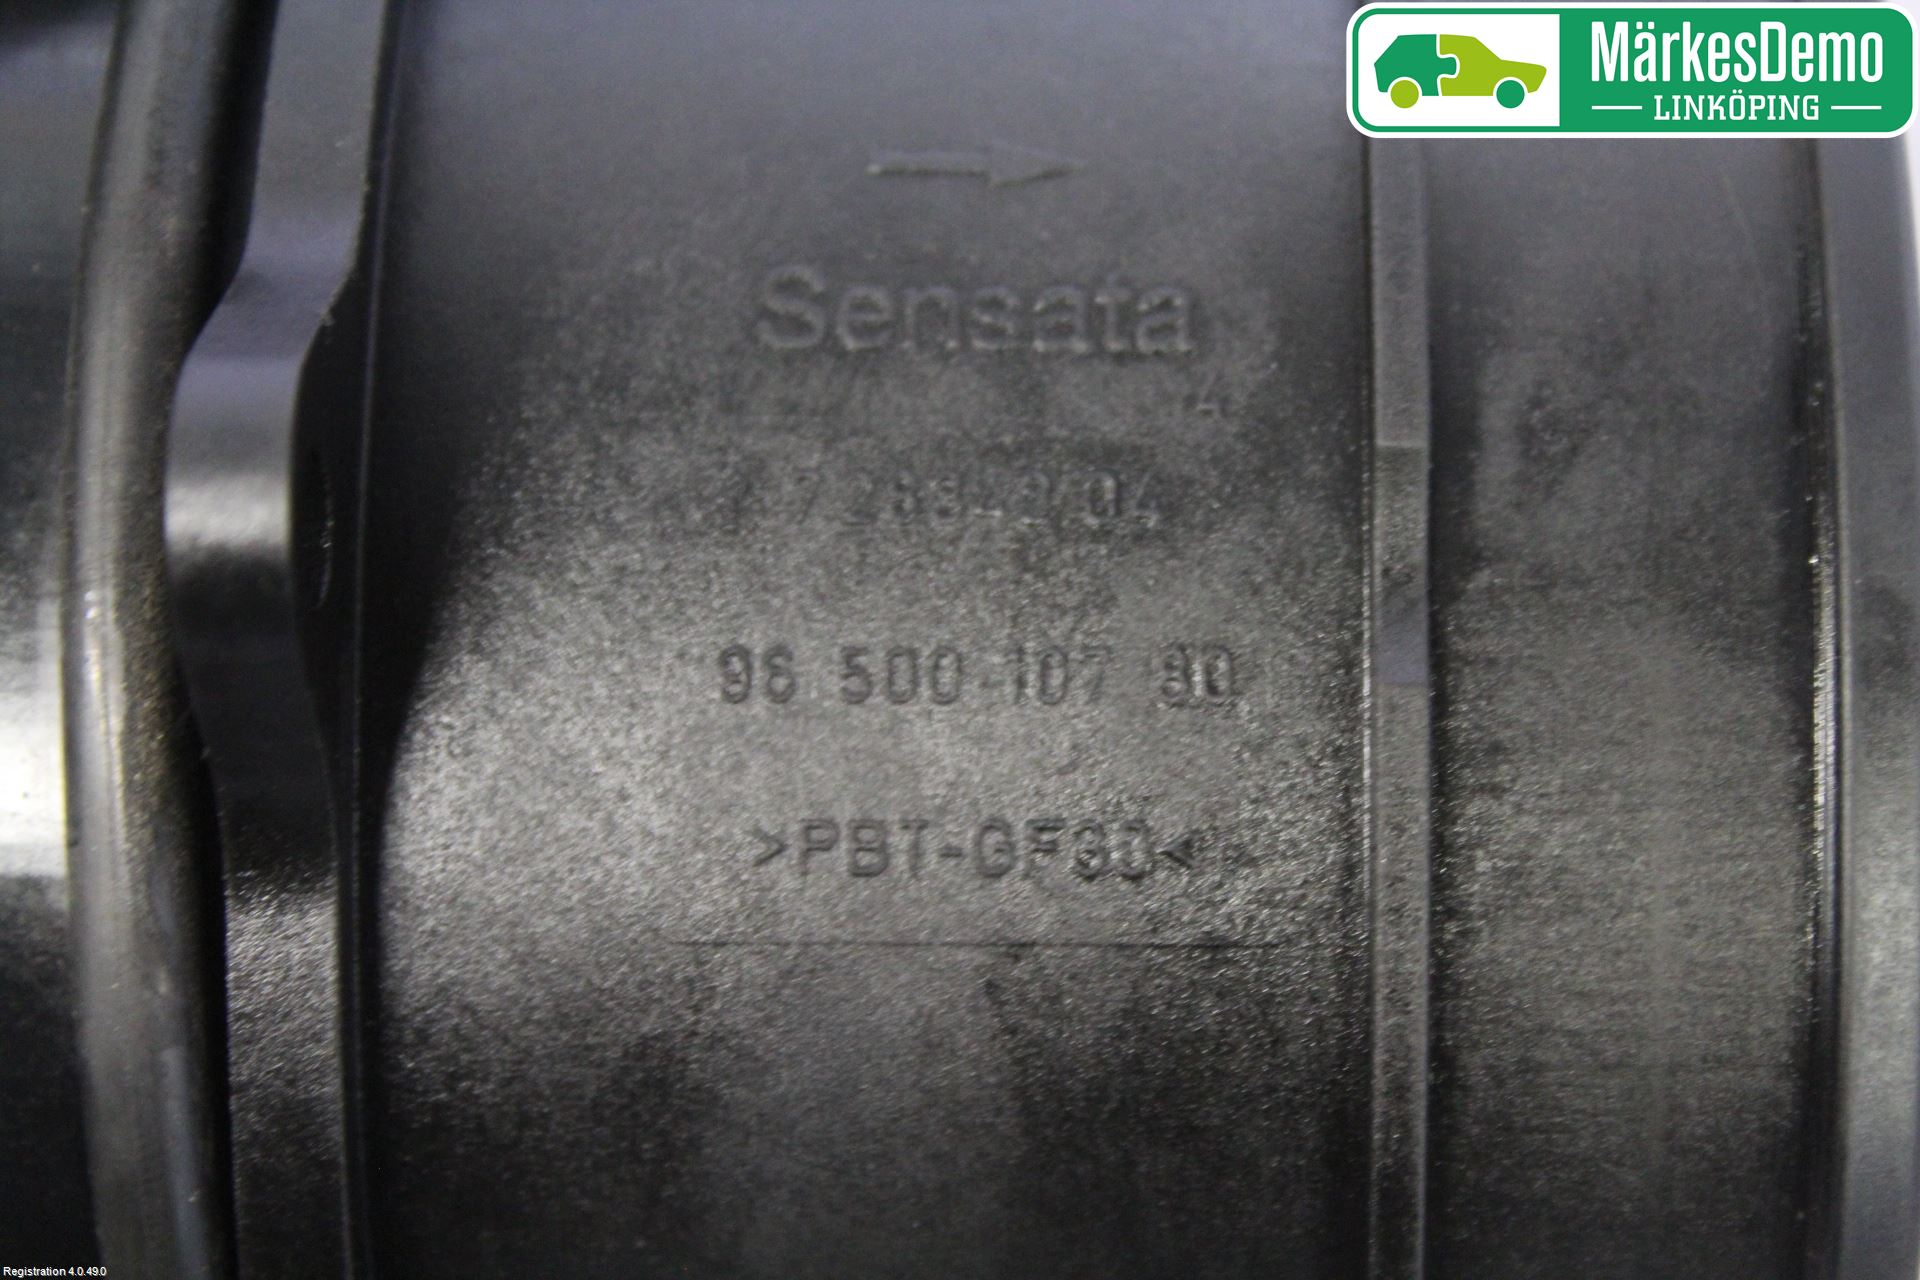 MärkesDemo
LINKÖPING
Sensata
96 500 107 80
>PBT-GF30<
Registration 4.0.49.0